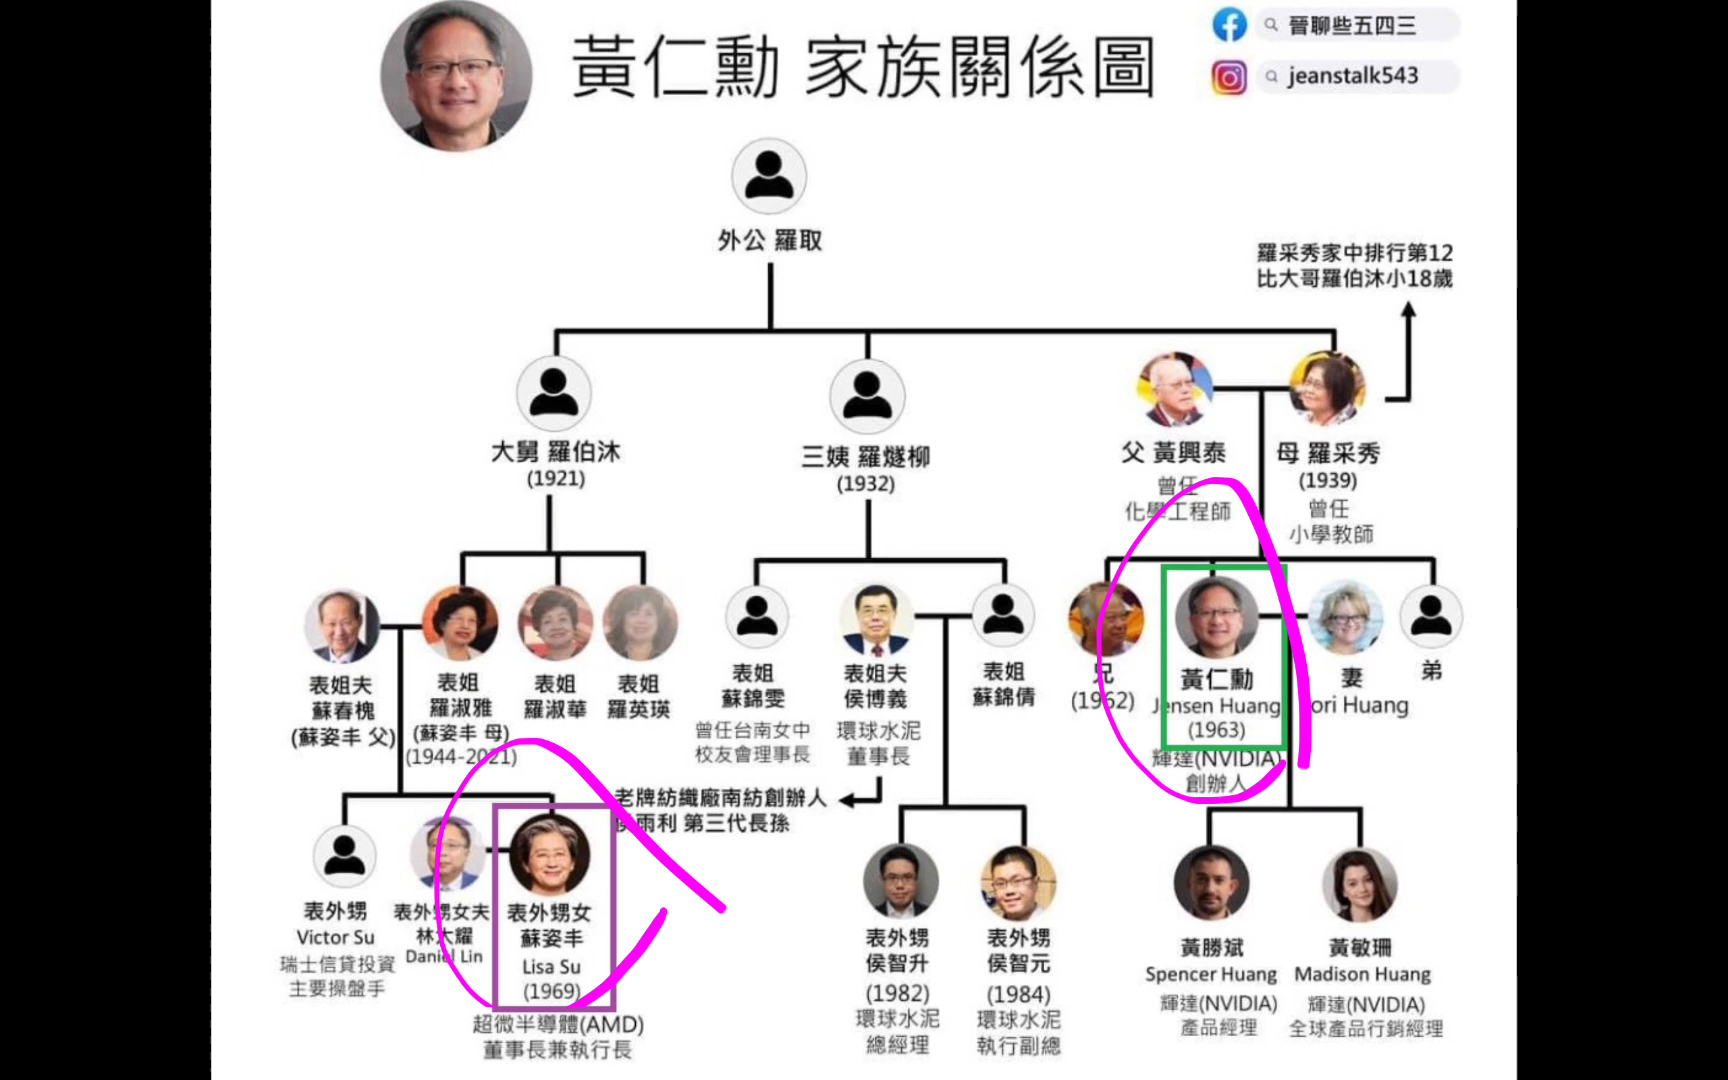 黃仁勳 家族關係圖
晉聊些五四三
jeanstalk543
外公 羅取
羅采秀家中排行第12
比大哥羅伯沐小18歲
大舅 羅伯沐
(1921)
三姨 羅燧柳
(1932)
父 黃興泰
曾任
化學工程師
母 羅采秀
(1939)
曾任
小學教師
表姐夫
蘇春槐
(蘇姿丰 父)
表姐
羅淑雅
(蘇姿丰 母)
(1944-2021)
表姐
羅淑華
表姐
羅英瑛
表姐
蘇錦雯
曾任台南女中
校友會理事長
表姐夫
侯博義
環球水泥
董事長
表姐
蘇錦倩
兄
(1962)
黃仁勳
Jensen Huang
(1963)
輝達(NVIDIA)
創辦人
妻
Lori Huang
弟
老牌紡織廠南紡創辦人
侯雨利 第三代長孫
表外甥
Victor Su
瑞士信貸投資
主要操盤手
表外甥女夫
林大耀
Daniel Lin
表外甥女
蘇姿丰
Lisa Su
(1969)
超微半導體(AMD)
董事長兼執行長
表外甥
侯智升
(1982)
環球水泥
總經理
表外甥
侯智元
(1984)
環球水泥
執行副總
黃勝斌
Spencer Huang
輝達(NVIDIA)
產品經理
黃敏珊
Madison Huang
輝達(NVIDIA)
全球產品行銷經理